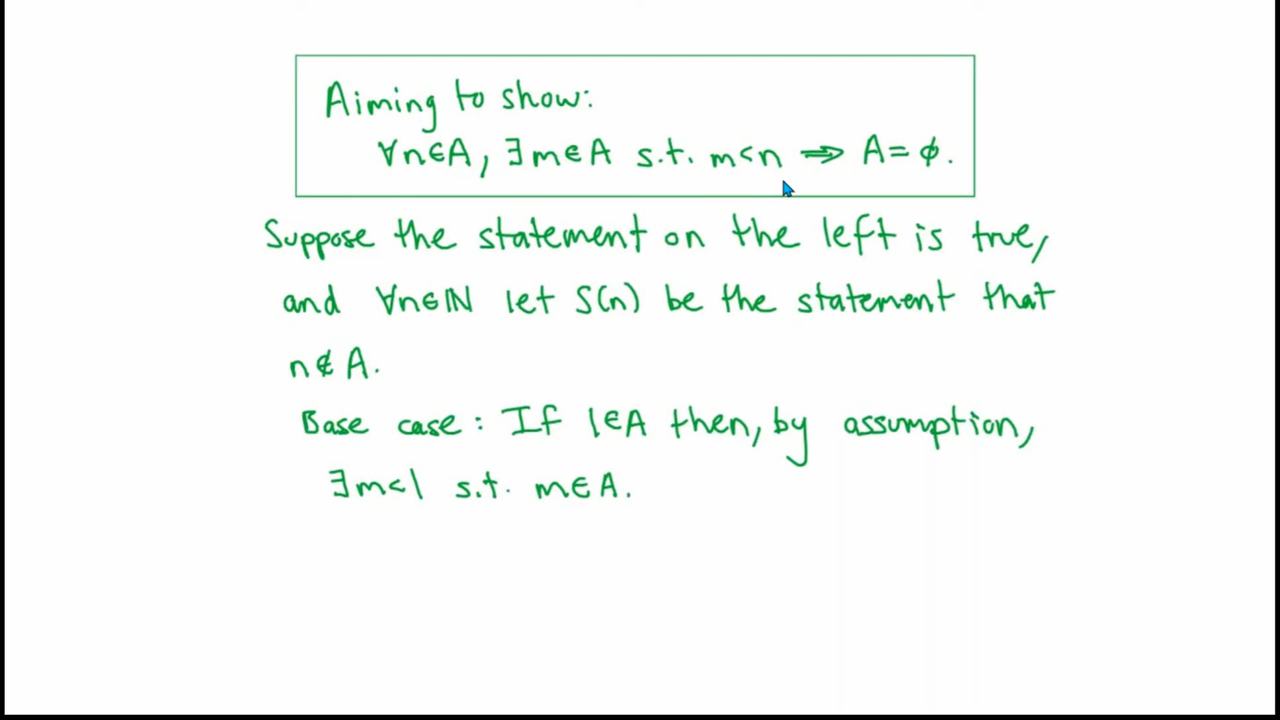 Aiming to show:
∀n∈A, ∃m∈A s.t. m<n ⇒ A=ϕ.
Suppose the statement on the left is true,
and ∀n∈ℕ let S(n) be the statement that
n∉A.
Base case: If 1∈A then, by assumption,
∃m<1 s.t. m∈A.